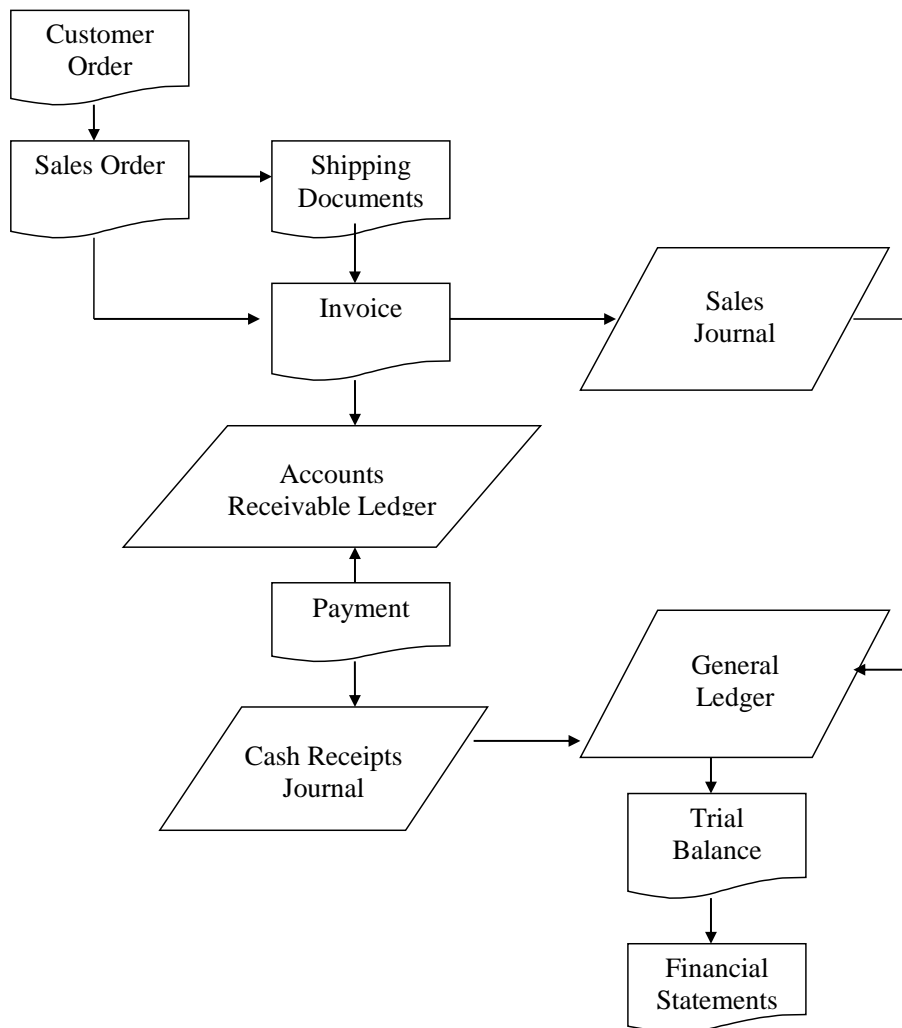 Customer
Order
Sales Order
Shipping
Documents
Invoice
Sales
Journal
Accounts
Receivable Ledger
Payment
General
Ledger
Cash Receipts
Journal
Trial
Balance
Financial
Statements